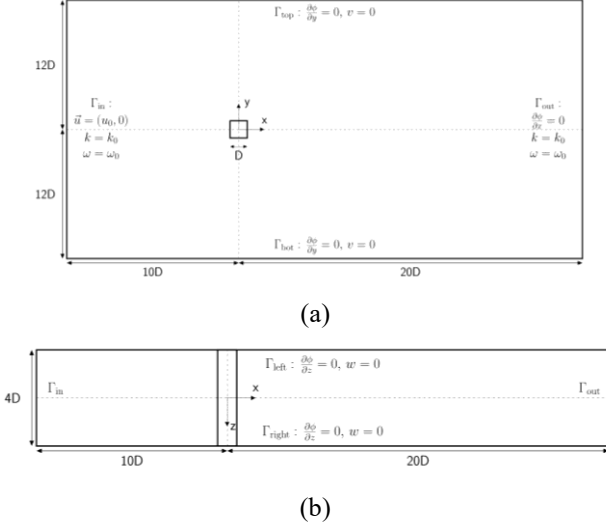 Γtop : ∂ϕ/∂y = 0, v = 0
12D
Γin :
u⃗ = (u₀, 0)
k = k₀
ω = ω₀
y
x
D
Γout :
∂ϕ/∂x = 0
k = k₀
ω = ω₀
12D
Γbot : ∂ϕ/∂y = 0, v = 0
10D
20D
(a)
Γleft : ∂ϕ/∂z = 0, w = 0
4D
Γin
x
Γout
z
Γright : ∂ϕ/∂z = 0, w = 0
10D
20D
(b)